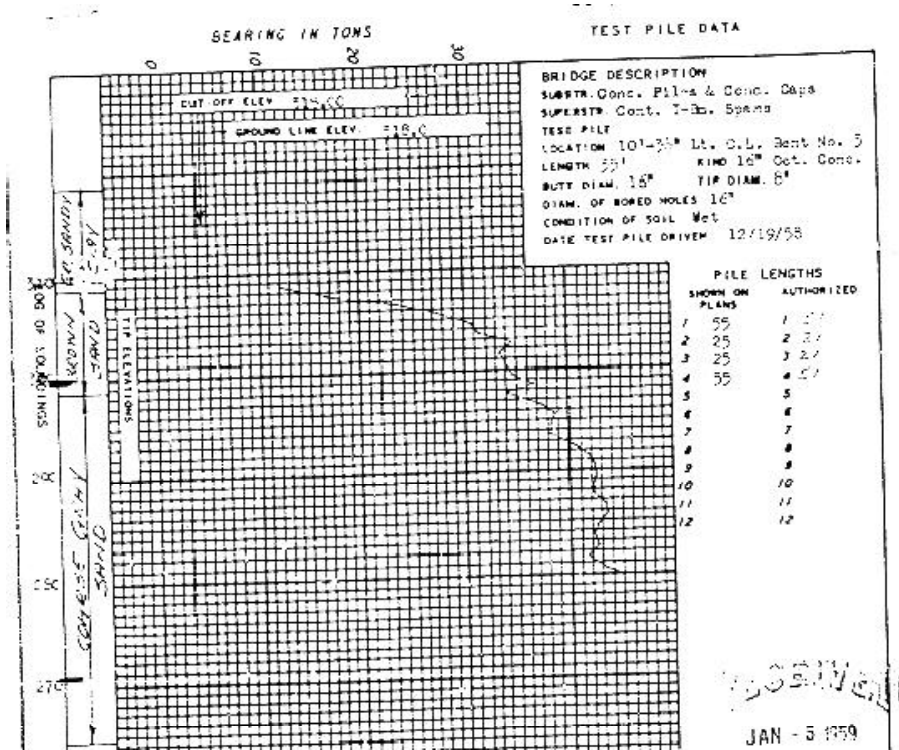 BEARING IN TONS
TEST PILE DATA
0 10 20 30
CUT-OFF ELEV.
GROUND LINE ELEV.
BRIDGE DESCRIPTION
SUBSTR. Conc. Piles & Conc. Caps
SUPERSTR. Cont. I-Bm. Spans
TEST PILE
LOCATION Lt. C.L. Bent No. 5
LENGTH 55' KIND 16" Oct. Conc.
BUTT DIAM. 16" TIP DIAM. 8"
DIAM. OF BORED HOLES 16"
CONDITION OF SOIL Wet
DATE TEST PILE DRIVEN 12/19/58
PILE LENGTHS
SHOWN ON AUTHORIZED
PLANS
1 55 1
2 25 2
3 25 3
4 55 4
5 5
6 6
7 7
8 8
9 9
10 10
11 11
12 12
LOG OF SOUNDINGS
TIP ELEVATIONS
SANDY
BROWN
SAND
COARSE GRAY
SAND
270
JAN - 5 1959